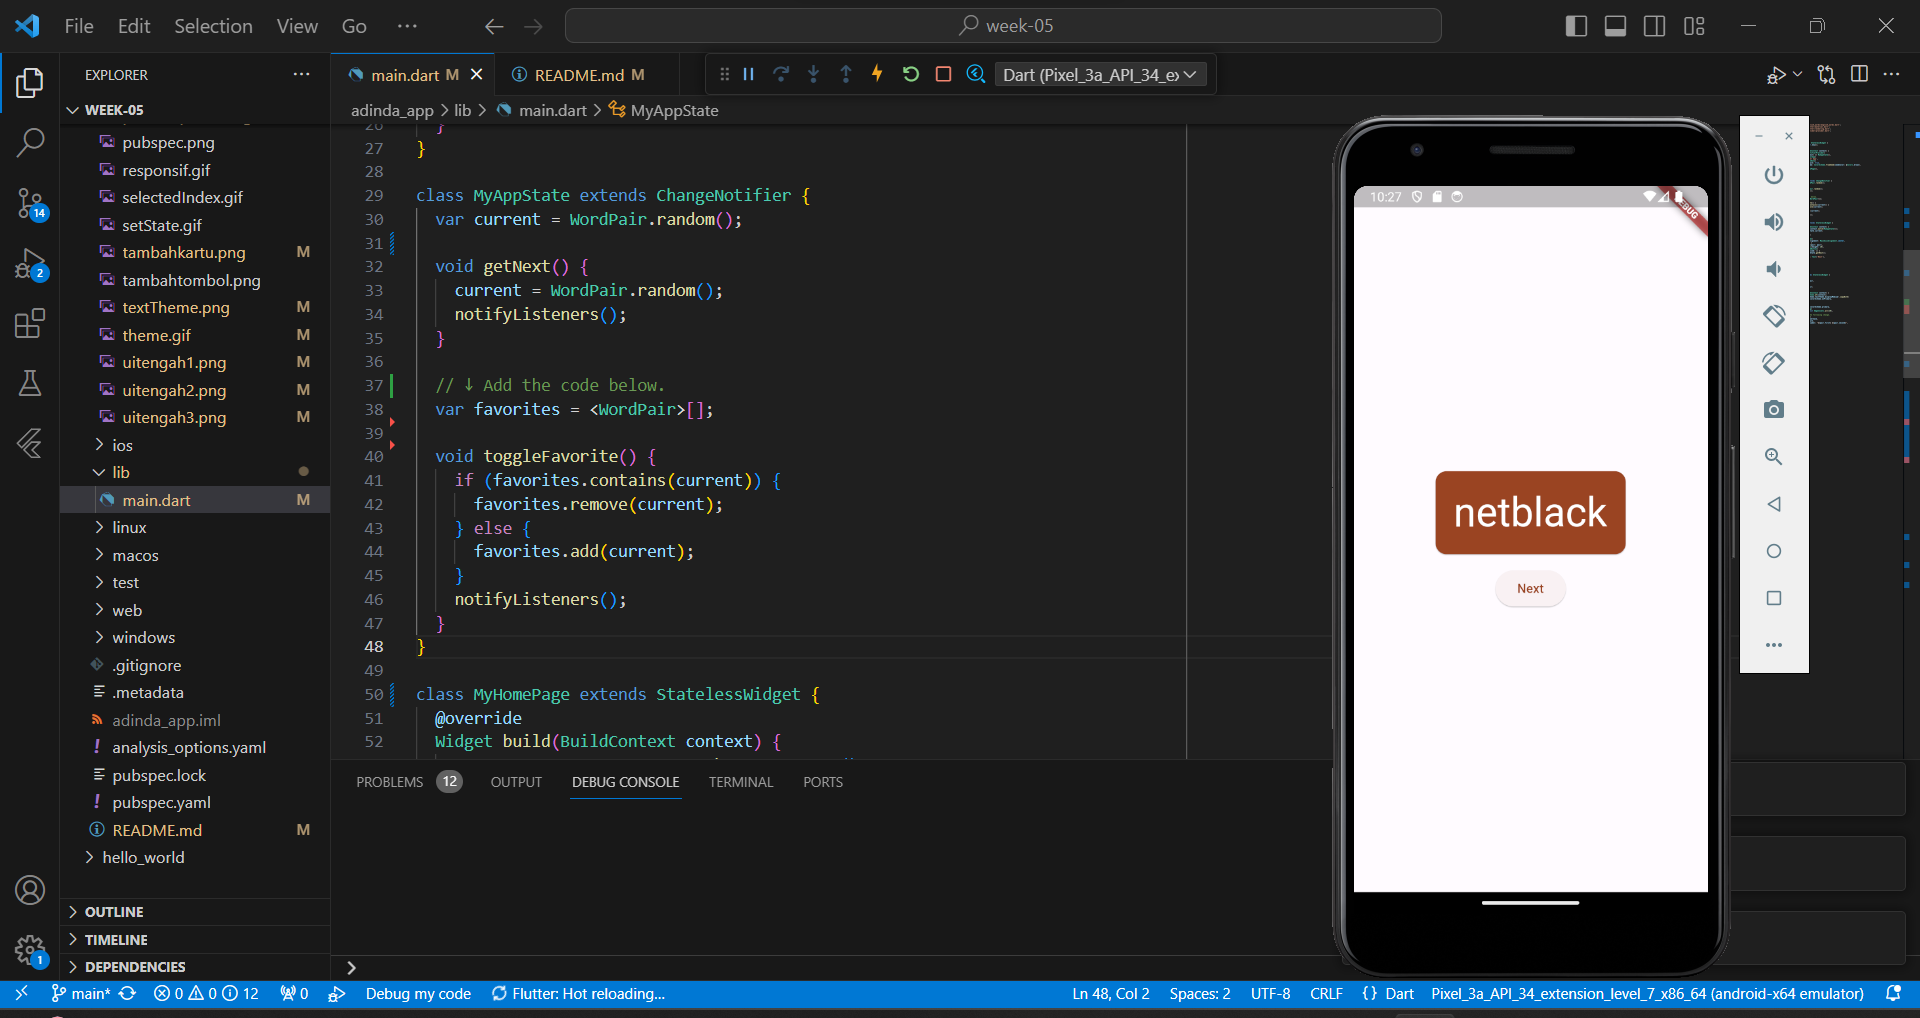 File Edit Selection View Go ··· week-05
EXPLORER ···
WEEK-05
pubspec.png
responsif.gif
selectedIndex.gif
setState.gif
tambahkartu.png M
tambahtombol.png
textTheme.png M
theme.gif M
uitengah1.png M
uitengah2.png M
uitengah3.png M
ios
lib
main.dart M
linux
macos
test
web
windows
.gitignore
.metadata
adinda_app.iml
analysis_options.yaml
pubspec.lock
pubspec.yaml
README.md M
hello_world
OUTLINE
TIMELINE
DEPENDENCIES
14
2
1
main.dart M README.md M Dart (Pixel_3a_API_34_ex
adinda_app > lib > main.dart > MyAppState
26 }
27 }
28
29 class MyAppState extends ChangeNotifier {
30 var current = WordPair.random();
31
32 void getNext() {
33 current = WordPair.random();
34 notifyListeners();
35 }
36
37 // ↓ Add the code below.
38 var favorites = <WordPair>[];
39
40 void toggleFavorite() {
41 if (favorites.contains(current)) {
42 favorites.remove(current);
43 } else {
44 favorites.add(current);
45 }
46 notifyListeners();
47 }
48 }
49
50 class MyHomePage extends StatelessWidget {
51 @override
52 Widget build(BuildContext context) {
PROBLEMS 12 OUTPUT DEBUG CONSOLE TERMINAL PORTS
10:27
netblack
Next
main* 0 0 12 0 Debug my code Flutter: Hot reloading... Ln 48, Col 2 Spaces: 2 UTF-8 CRLF {} Dart Pixel_3a_API_34_extension_level_7_x86_64 (android-x64 emulator)